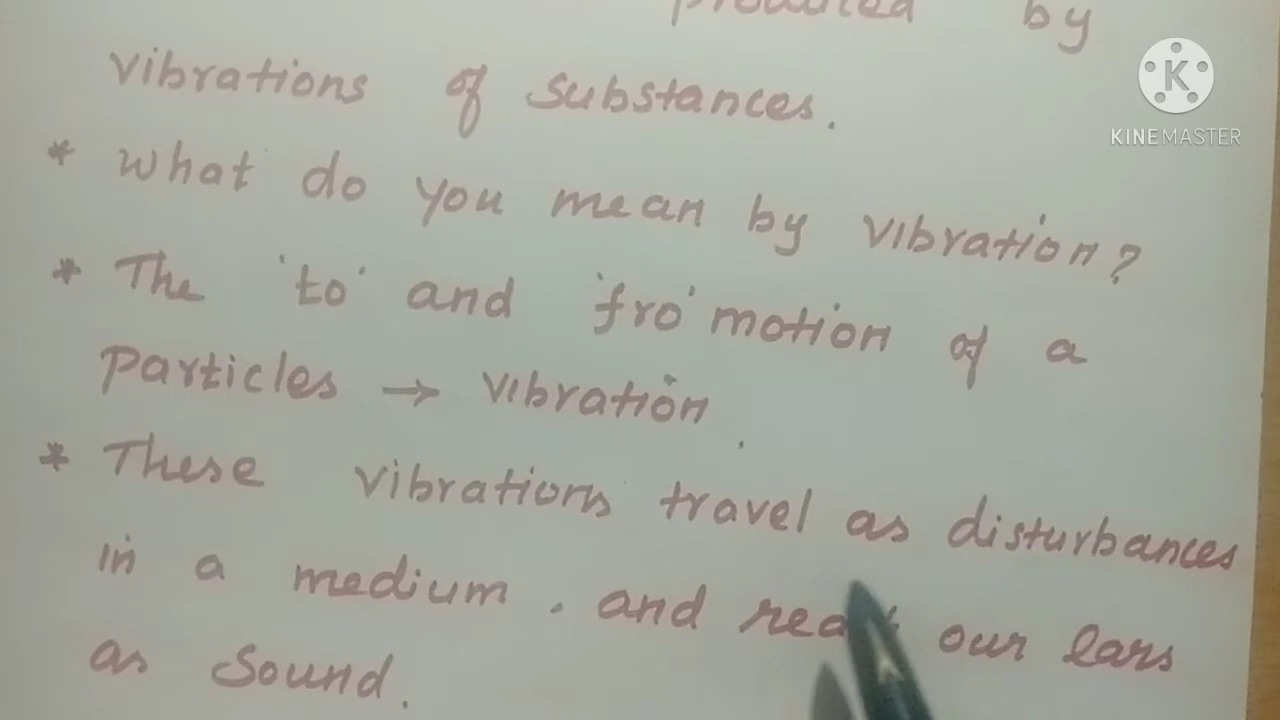 produced by
vibrations of substances.
* What do you mean by vibration?
* The 'to' and 'fro' motion of a
particles → vibration.
* These vibrations travel as disturbances
in a medium. and our ears
as sound.
K
KINEMASTER